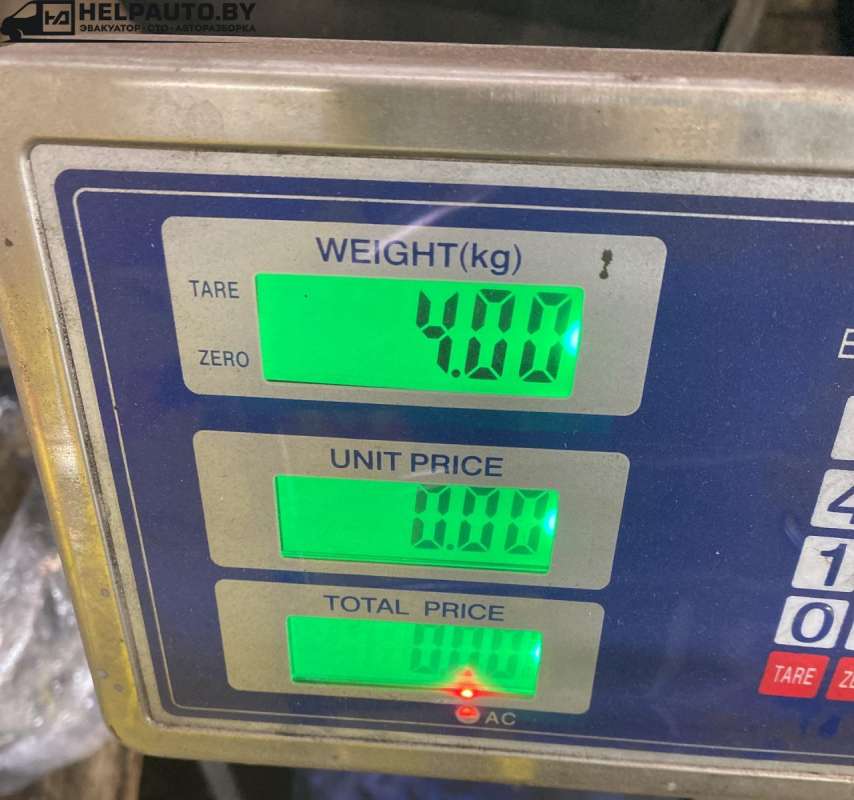 HELPAUTO.BY
ЭВАКУАТОР·СТО·АВТОРАЗБОРКА
WEIGHT(kg)
TARE
4.00
ZERO
UNIT PRICE
0.00
4
1
TOTAL PRICE
0.00
0
TARE
AC